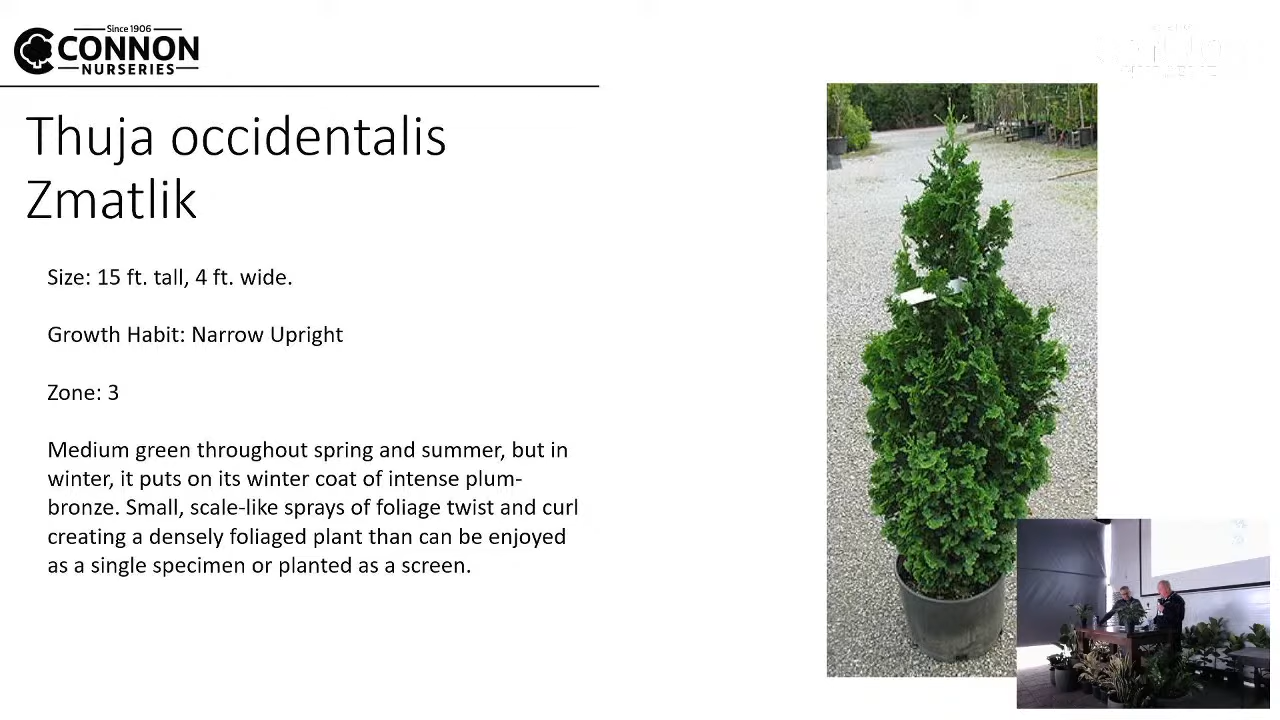 Since 1906
CONNON
NURSERIES
Thuja occidentalis
Zmatlik
Size: 15 ft. tall, 4 ft. wide.
Growth Habit: Narrow Upright
Zone: 3
Medium green throughout spring and summer, but in
winter, it puts on its winter coat of intense plum-
bronze. Small, scale-like sprays of foliage twist and curl
creating a densely foliaged plant than can be enjoyed
as a single specimen or planted as a screen.